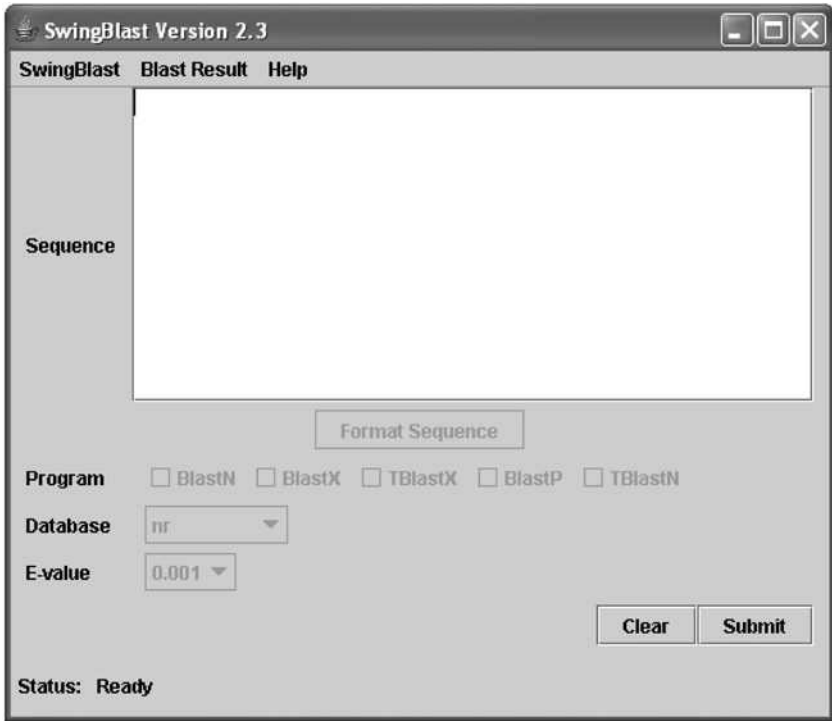 SwingBlast Version 2.3
SwingBlast Blast Result Help
Sequence
Format Sequence
Program BlastN BlastX TBlastX BlastP TBlastN
Database nr
E-value 0.001
Clear Submit
Status: Ready